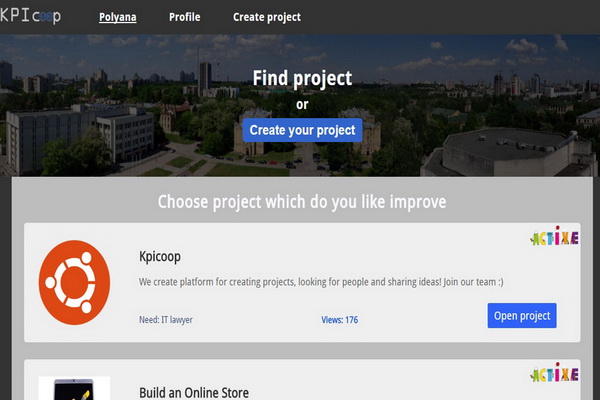 KPIcoop Polyana Profile Create project
Find project
or
Create your project
Choose project which do you like improve
ACTIVE
Kpicoop
We create platform for creating projects, looking for people and sharing ideas! Join our team :)
Need: IT lawyer Views: 176 Open project
ACTIVE
Build an Online Store